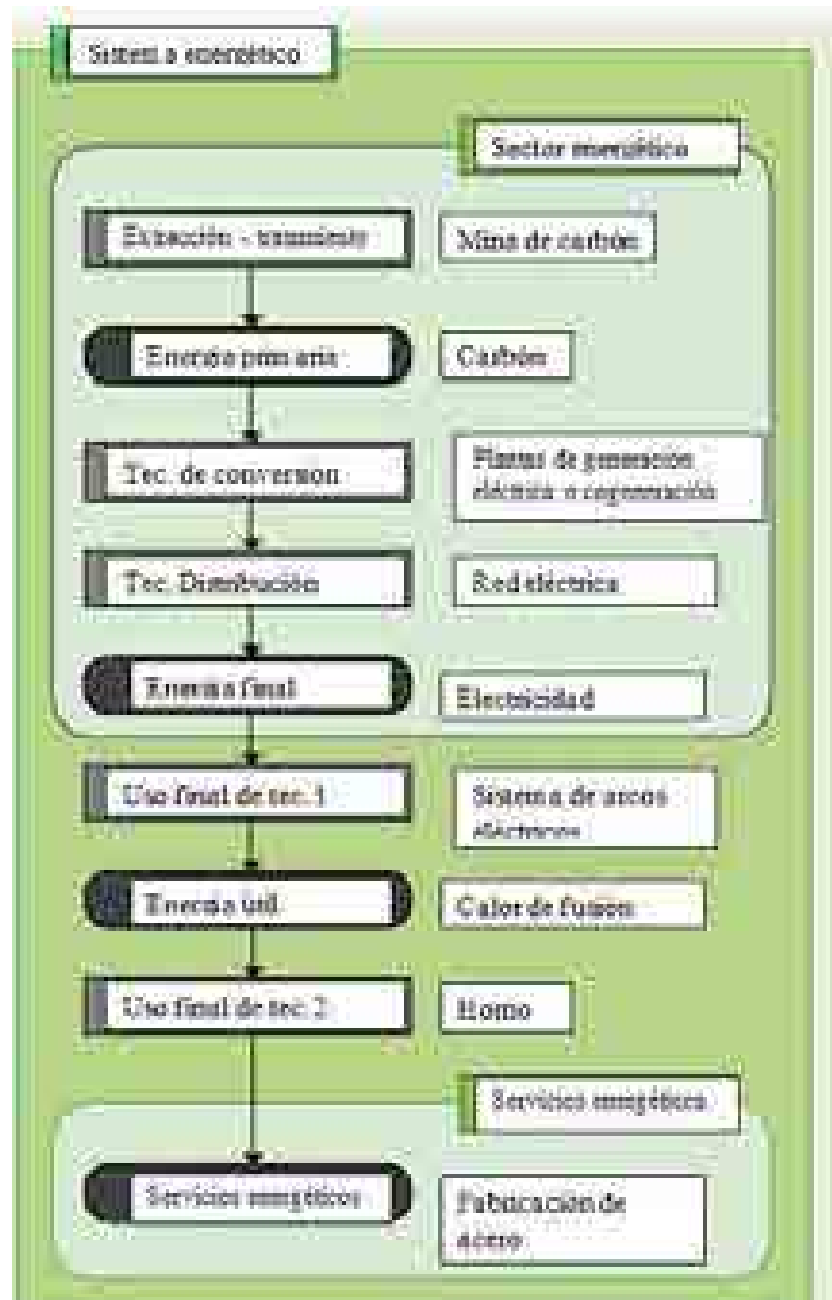 Sistema energético
Sector energético
Extracción - tratamiento
Mina de carbón
Energía primaria
Carbón
Tec. de conversión
Plantas de generación
eléctrica o cogeneración
Tec. Distribución
Red eléctrica
Energía final
Electricidad
Uso final de tec. 1
Sistema de arcos
eléctricos
Energía útil
Calor de fusión
Uso final de tec. 2
Horno
Servicios energéticos
Servicios energéticos
Fabricación de
acero